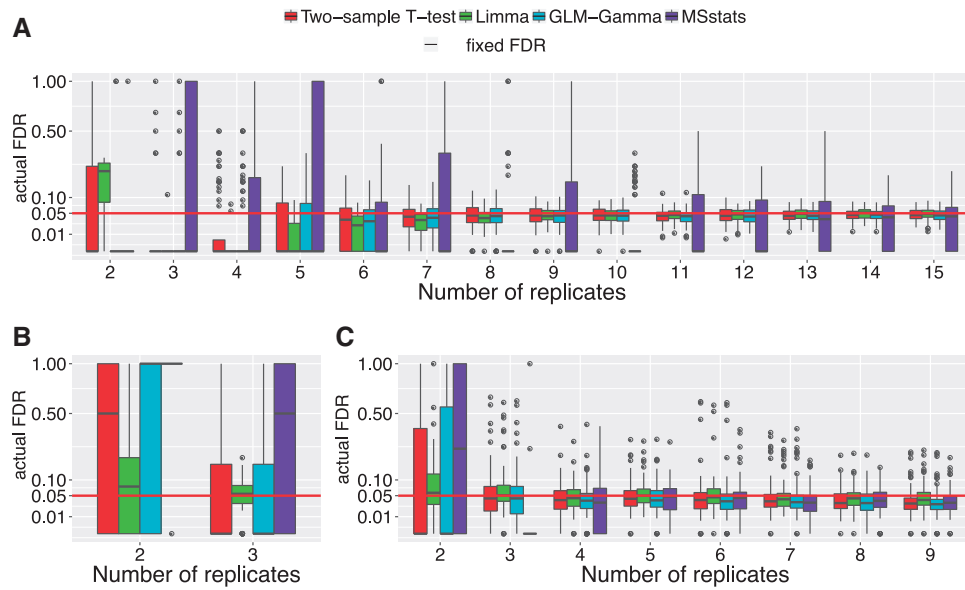 Two-sample T-test Limma GLM-Gamma MSstats
fixed FDR
A
actual FDR
1.00
0.50
0.10
0.05
0.01
2 3 4 5 6 7 8 9 10 11 12 13 14 15
Number of replicates
B
actual FDR
1.00
0.50
0.10
0.05
0.01
2 3
Number of replicates
C
actual FDR
1.00
0.50
0.10
0.05
0.01
2 3 4 5 6 7 8 9
Number of replicates